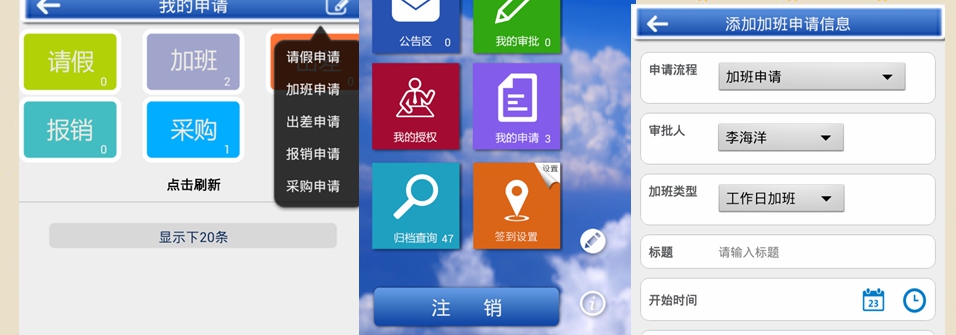 我的申请
请假
0
加班
2
出差
0
报销
0
采购
1
请假申请
加班申请
出差申请
报销申请
采购申请
点击刷新
显示下20条
公告区 0
我的审批 0
我的授权
我的申请 3
归档查询 47
设置
签到设置
注 销
添加加班申请信息
申请流程
加班申请
审批人
李海洋
加班类型
工作日加班
标题
请输入标题
开始时间
23